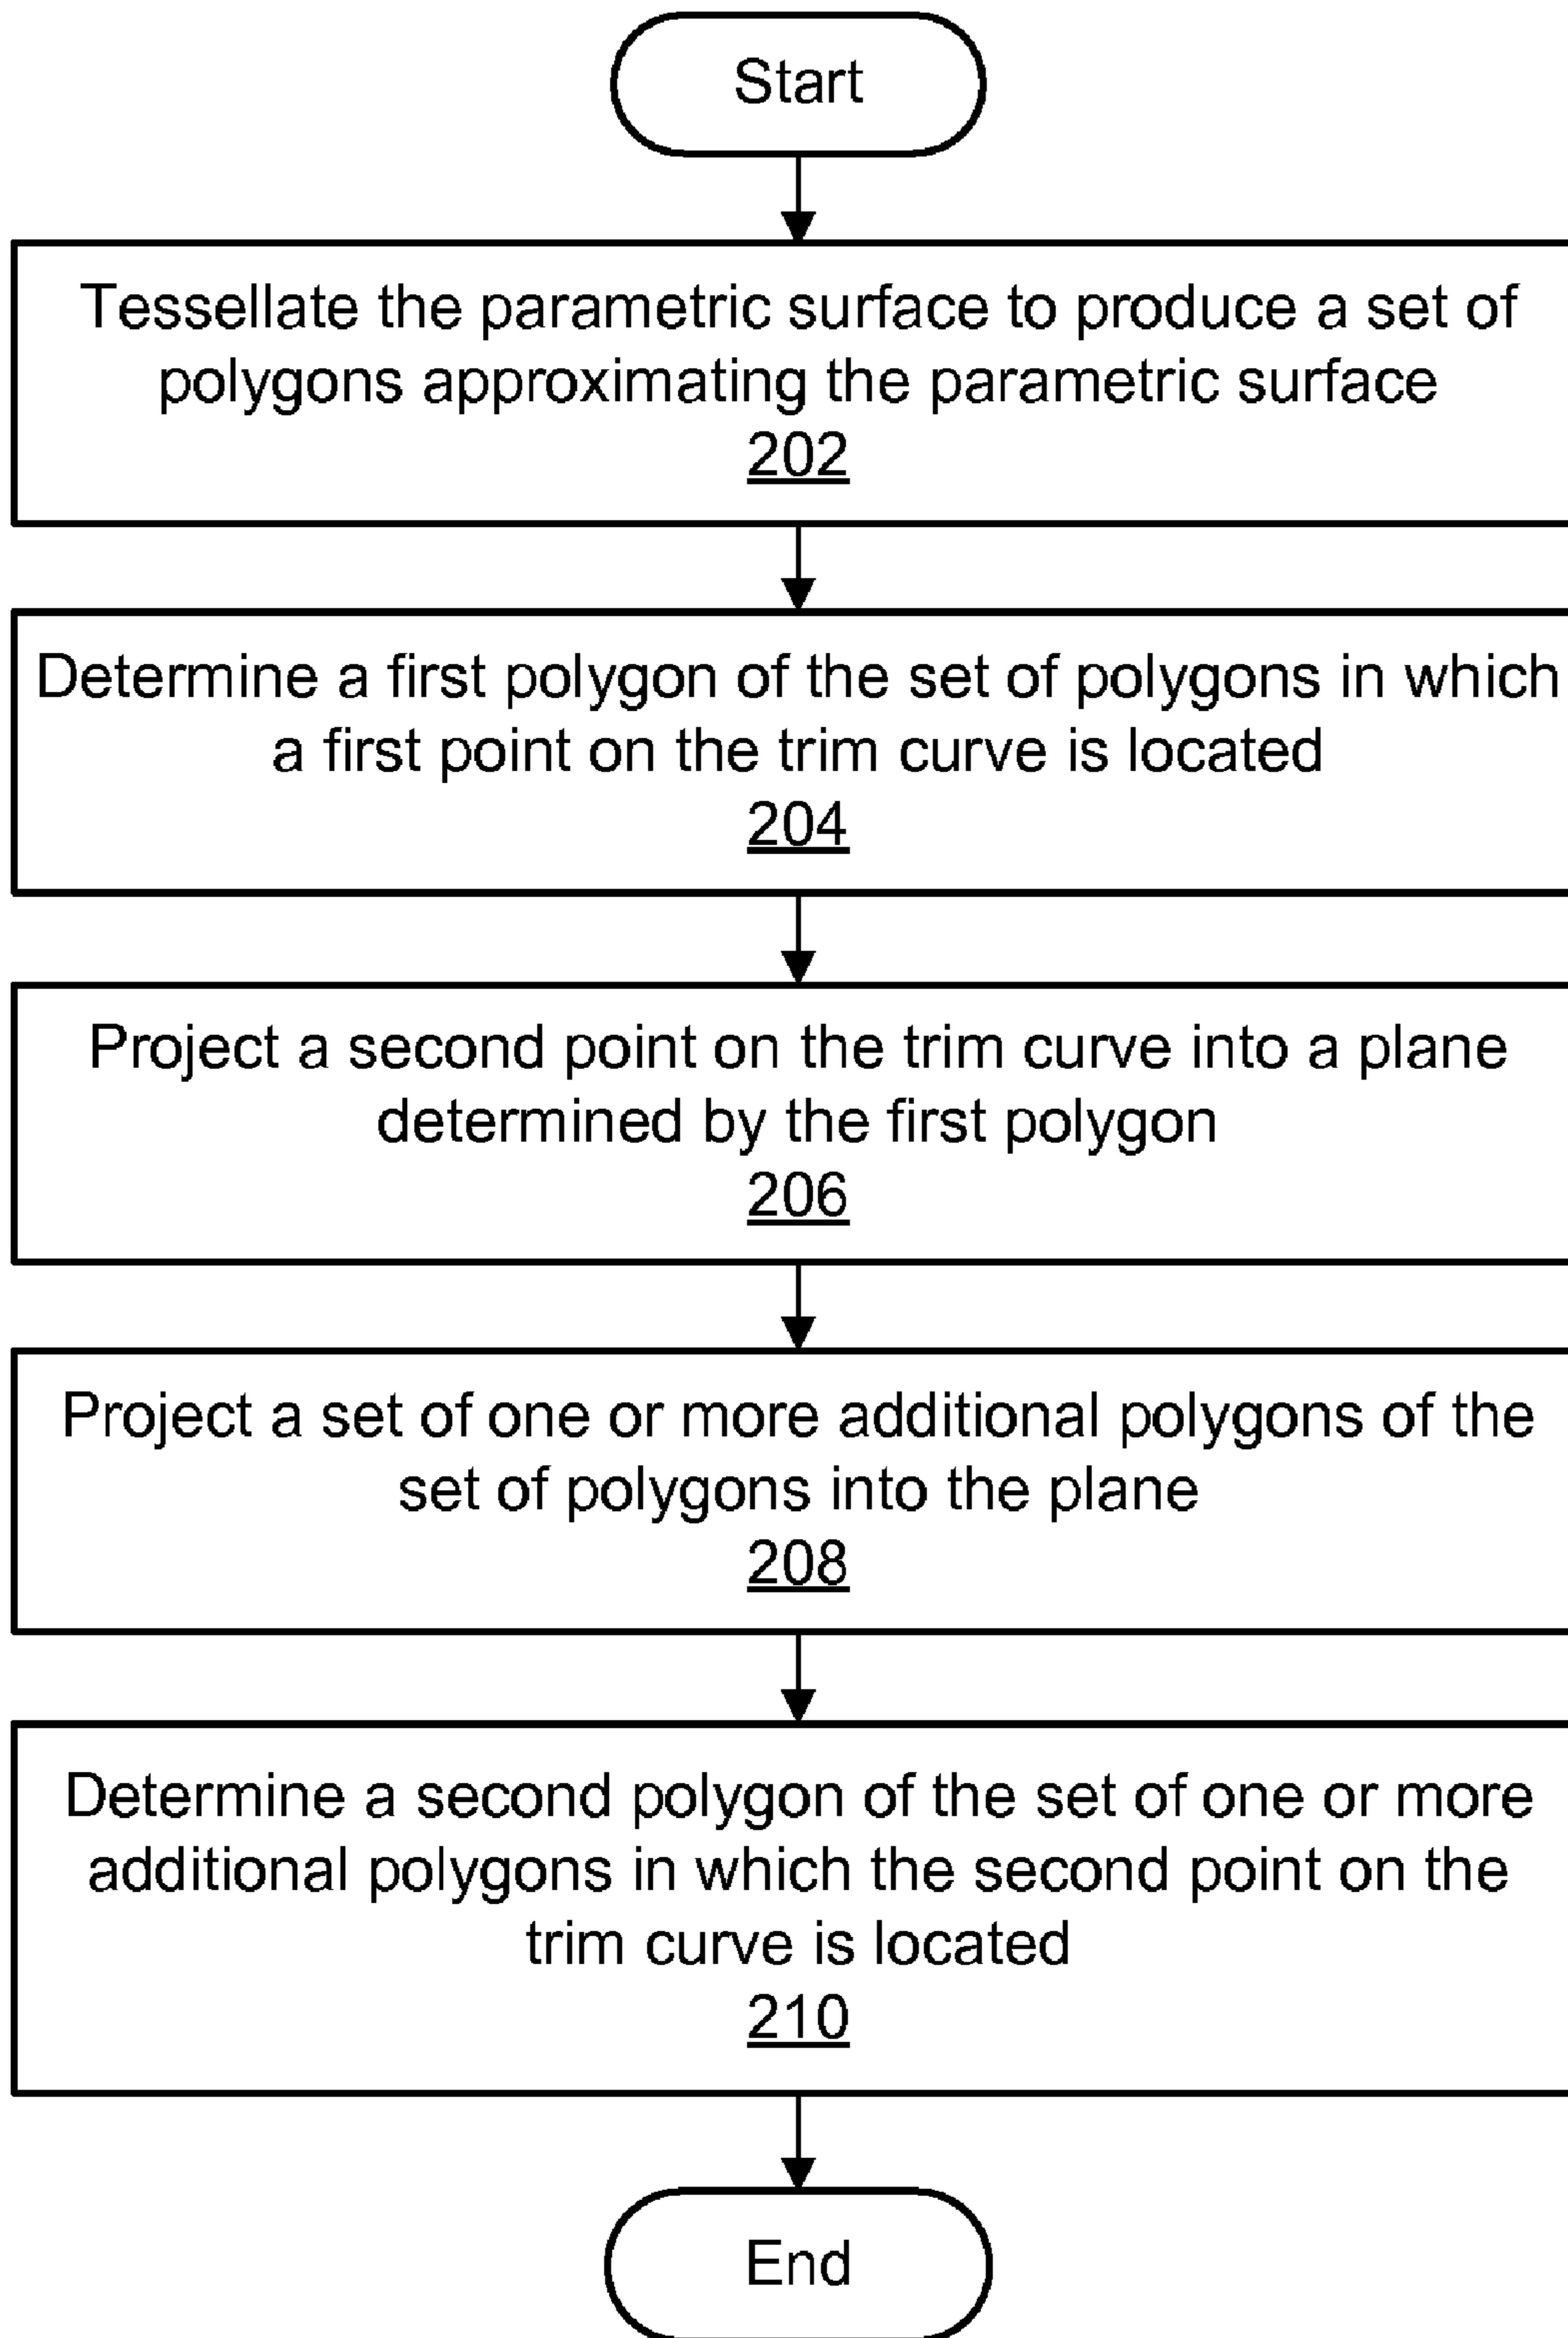 Start
Tessellate the parametric surface to produce a set of
polygons approximating the parametric surface
202
Determine a first polygon of the set of polygons in which
a first point on the trim curve is located
204
Project a second point on the trim curve into a plane
determined by the first polygon
206
Project a set of one or more additional polygons of the
set of polygons into the plane
208
Determine a second polygon of the set of one or more
additional polygons in which the second point on the
trim curve is located
210
End